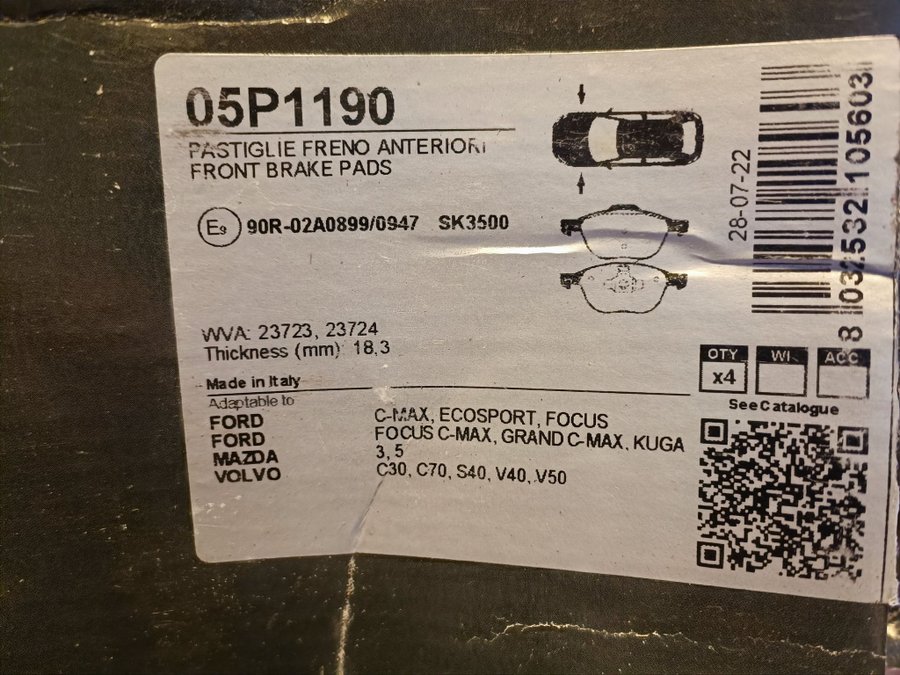 05P1190
PASTIGLIE FRENO ANTERIORI
FRONT BRAKE PADS
E9 90R-02A0899/0947 SK3500
WVA: 23723, 23724
Thickness (mm) 18,3
Made in Italy
Adaptable to
FORD C-MAX, ECOSPORT, FOCUS
FORD FOCUS C-MAX, GRAND C-MAX, KUGA
MAZDA 3, 5
VOLVO C30, C70, S40, V40, V50
28-07-22
8 032532 105603
QTY WI ACC
x4
See Catalogue